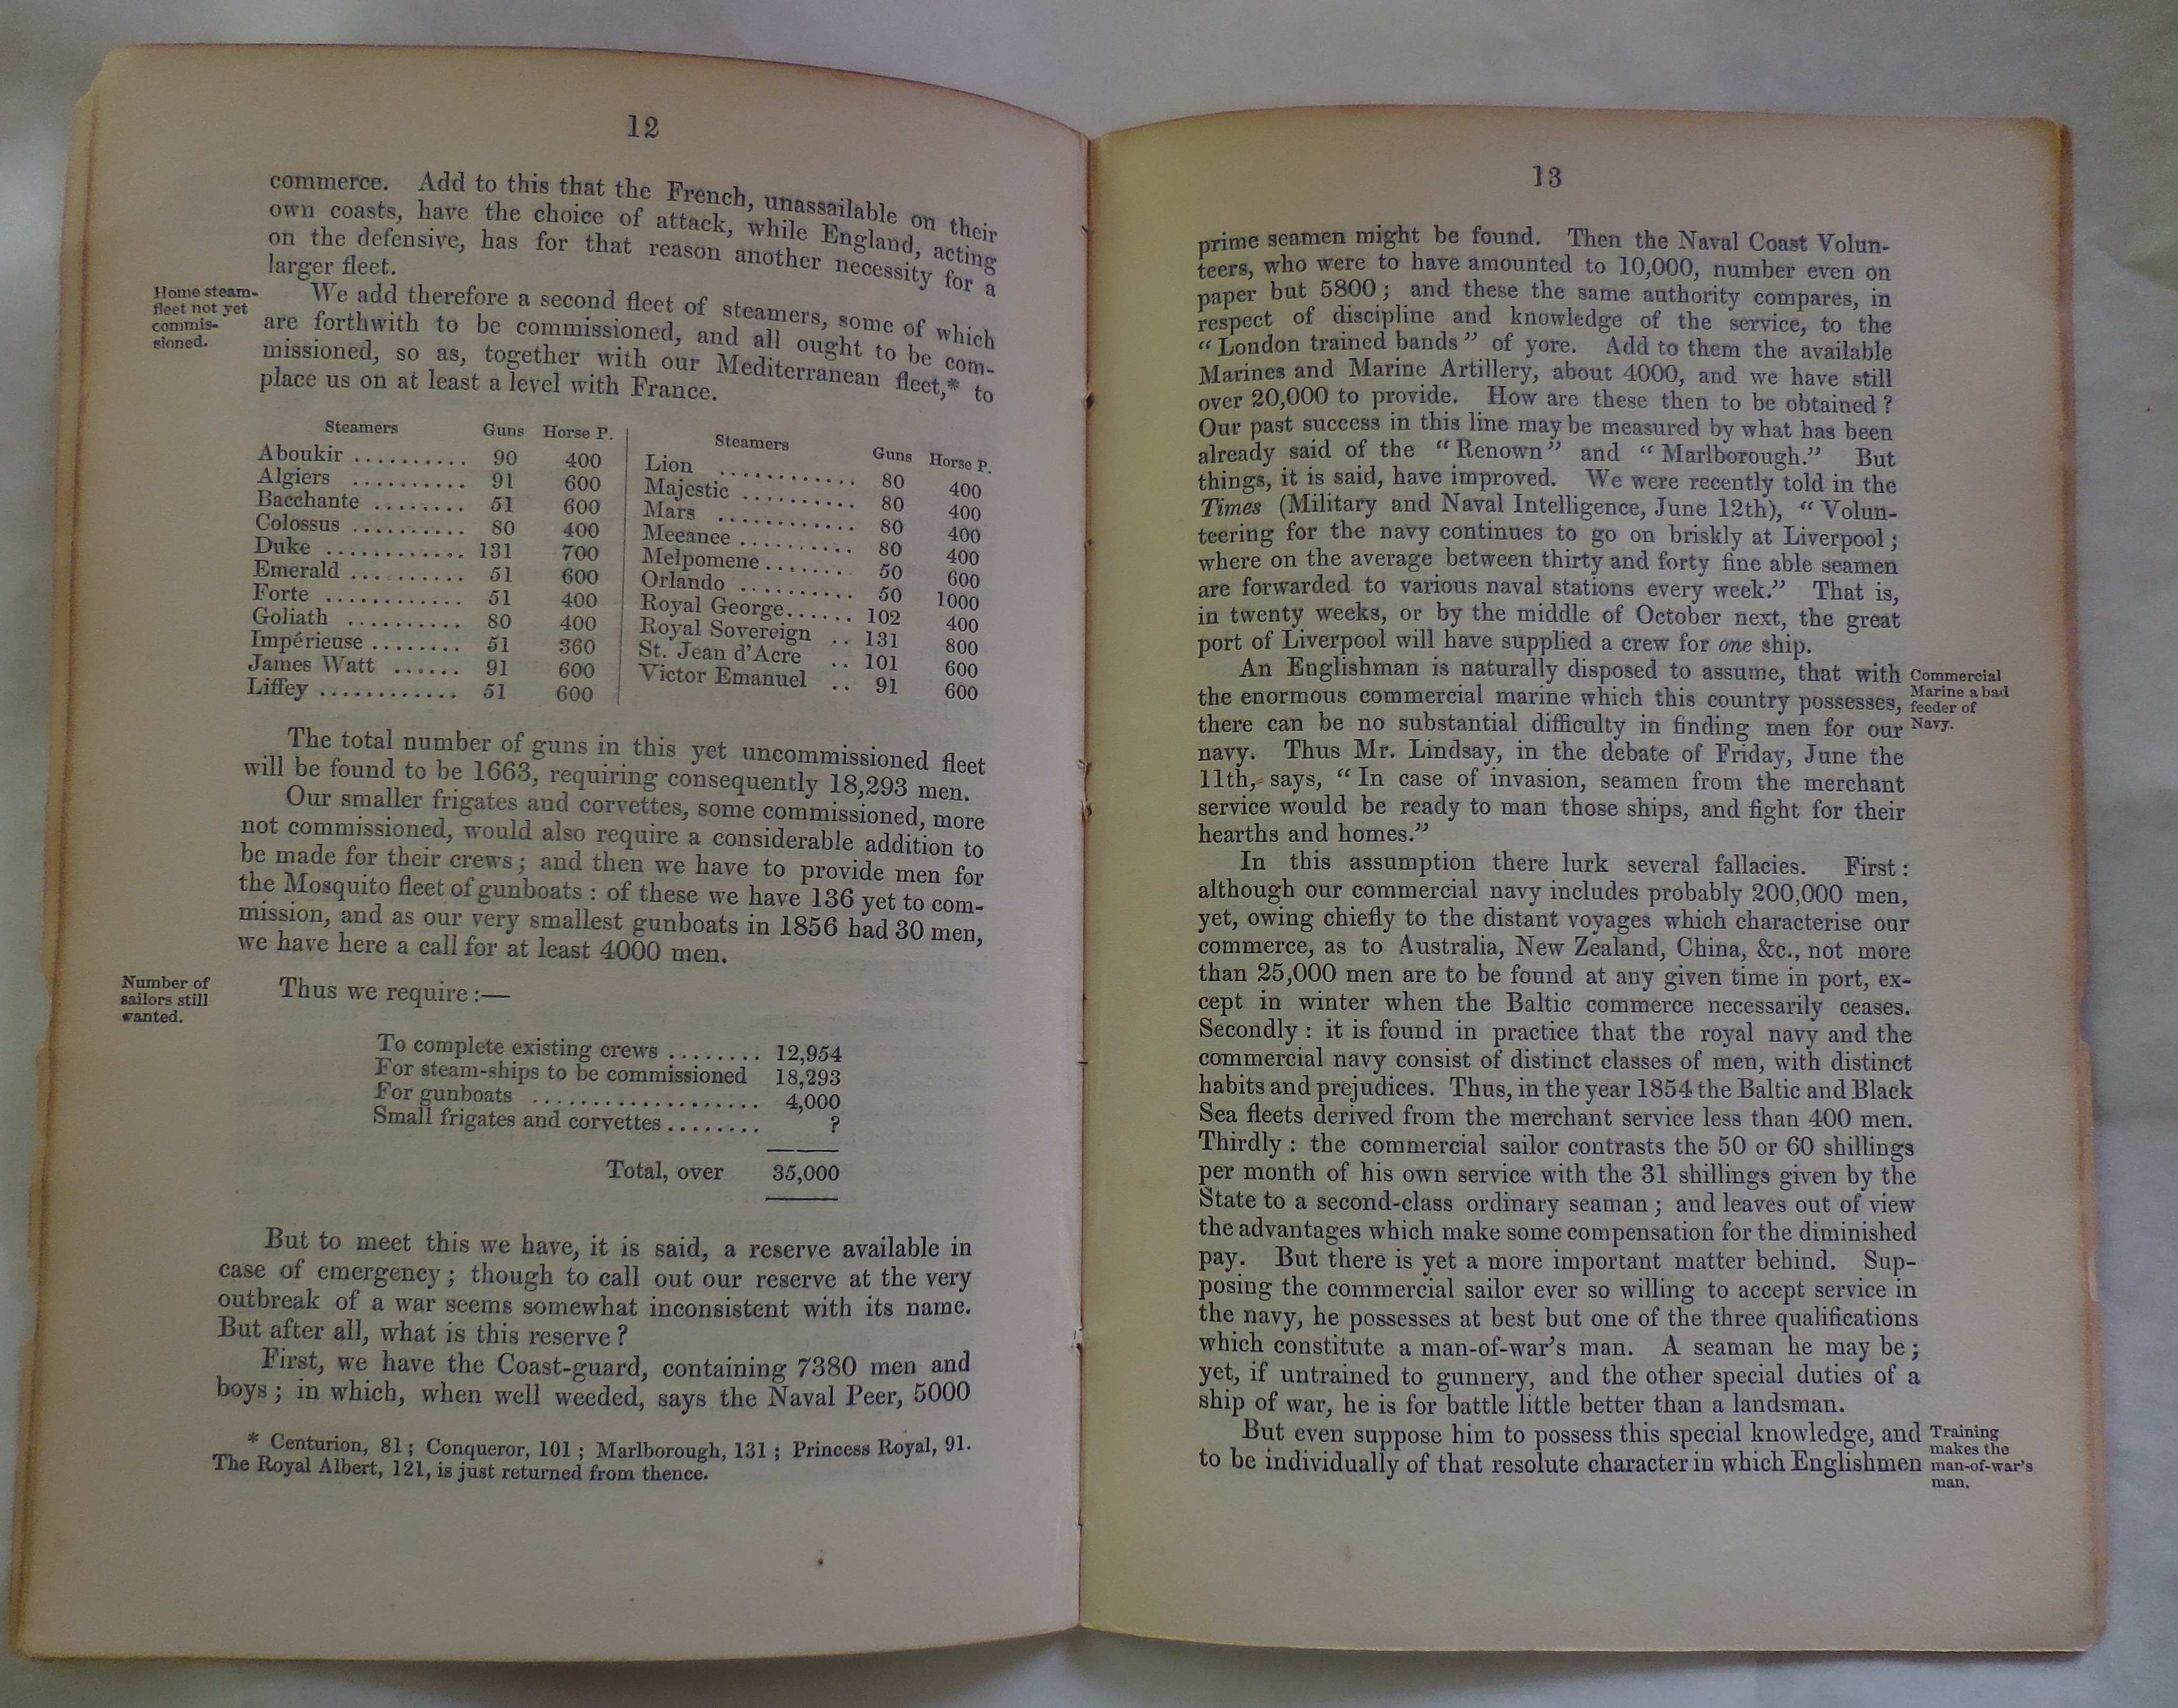 12
commerce. Add to this that the French, unassailable on their
own coasts, have the choice of attack, while England, acting
on the defensive, has for that reason another necessity for a
larger fleet.
Home steam-
fleet not yet
commis-
sioned.
We add therefore a second fleet of steamers, some of which
are forthwith to be commissioned, and all ought to be com-
missioned, so as, together with our Mediterranean fleet,* to
place us on at least a level with France.
Steamers Guns Horse P.
Aboukir .......... 90 400
Algiers .......... 91 600
Bacchante ........ 51 600
Colossus .......... 80 400
Duke ............ 131 700
Emerald .......... 51 600
Forte ............ 51 400
Goliath .......... 80 400
Impérieuse ........ 51 360
James Watt ...... 91 600
Liffey ............ 51 600
Steamers Guns Horse P.
Lion ............ 80 400
Majestic .......... 80 400
Mars ............ 80 400
Meeanee .......... 80 400
Melpomene ....... 50 600
Orlando .......... 50 1000
Royal George...... 102 400
Royal Sovereign .. 131 800
St. Jean d'Acre .. 101 600
Victor Emanuel .. 91 600
The total number of guns in this yet uncommissioned fleet
will be found to be 1663, requiring consequently 18,293 men.
Our smaller frigates and corvettes, some commissioned, more
not commissioned, would also require a considerable addition to
be made for their crews; and then we have to provide men for
the Mosquito fleet of gunboats: of these we have 136 yet to com-
mission, and as our very smallest gunboats in 1856 had 30 men,
we have here a call for at least 4000 men.
Number of
sailors still
wanted.
Thus we require:—
To complete existing crews ........ 12,954
For steam-ships to be commissioned 18,293
For gunboats .................... 4,000
Small frigates and corvettes ........ ?
Total, over 35,000
But to meet this we have, it is said, a reserve available in
case of emergency; though to call out our reserve at the very
outbreak of a war seems somewhat inconsistent with its name.
But after all, what is this reserve?
First, we have the Coast-guard, containing 7380 men and
boys; in which, when well weeded, says the Naval Peer, 5000
* Centurion, 81; Conqueror, 101; Marlborough, 131; Princess Royal, 91.
The Royal Albert, 121, is just returned from thence.
13
prime seamen might be found. Then the Naval Coast Volun-
teers, who were to have amounted to 10,000, number even on
paper but 5800; and these the same authority compares, in
respect of discipline and knowledge of the service, to the
“London trained bands” of yore. Add to them the available
Marines and Marine Artillery, about 4000, and we have still
over 20,000 to provide. How are these then to be obtained?
Our past success in this line may be measured by what has been
already said of the “Renown” and “Marlborough.” But
things, it is said, have improved. We were recently told in the
Times (Military and Naval Intelligence, June 12th), “Volun-
teering for the navy continues to go on briskly at Liverpool;
where on the average between thirty and forty fine able seamen
are forwarded to various naval stations every week.” That is,
in twenty weeks, or by the middle of October next, the great
port of Liverpool will have supplied a crew for one ship.
An Englishman is naturally disposed to assume, that with
the enormous commercial marine which this country possesses,
there can be no substantial difficulty in finding men for our
navy. Thus Mr. Lindsay, in the debate of Friday, June the
11th, says, “In case of invasion, seamen from the merchant
service would be ready to man those ships, and fight for their
hearths and homes.”
Commercial
Marine a bad
feeder of
Navy.
In this assumption there lurk several fallacies. First:
although our commercial navy includes probably 200,000 men,
yet, owing chiefly to the distant voyages which characterise our
commerce, as to Australia, New Zealand, China, &c., not more
than 25,000 men are to be found at any given time in port, ex-
cept in winter when the Baltic commerce necessarily ceases.
Secondly: it is found in practice that the royal navy and the
commercial navy consist of distinct classes of men, with distinct
habits and prejudices. Thus, in the year 1854 the Baltic and Black
Sea fleets derived from the merchant service less than 400 men.
Thirdly: the commercial sailor contrasts the 50 or 60 shillings
per month of his own service with the 31 shillings given by the
State to a second-class ordinary seaman; and leaves out of view
the advantages which make some compensation for the diminished
pay. But there is yet a more important matter behind. Sup-
posing the commercial sailor ever so willing to accept service in
the navy, he possesses at best but one of the three qualifications
which constitute a man-of-war's man. A seaman he may be;
yet, if untrained to gunnery, and the other special duties of a
ship of war, he is for battle little better than a landsman.
But even suppose him to possess this special knowledge, and
to be individually of that resolute character in which Englishmen
Training
makes the
man-of-war's
man.